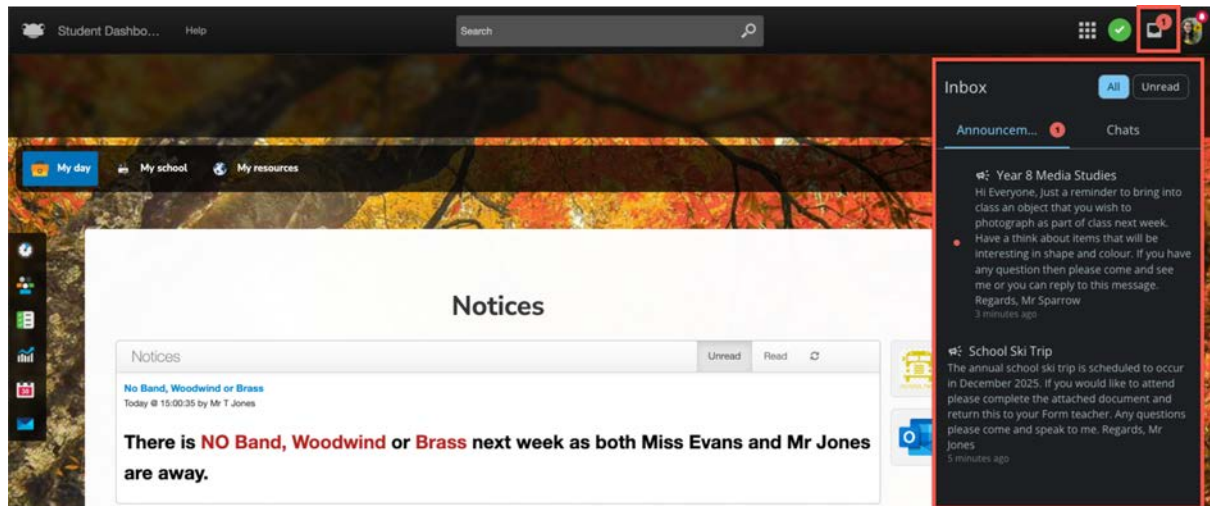 Student Dashbo... Help Search 1
Inbox All Unread
Announcem... 1 Chats
My day My school My resources
Year 8 Media Studies
Hi Everyone, Just a reminder to bring into
class an object that you wish to
photograph as part of class next week.
Have a think about items that will be
interesting in shape and colour. If you have
any question then please come and see
me or you can reply to this message.
Regards, Mr Sparrow
3 minutes ago
School Ski Trip
The annual school ski trip is scheduled to occur
in December 2025. If you would like to attend
please complete the attached document and
return this to your Form teacher. Any questions
please come and speak to me. Regards, Mr
Jones
5 minutes ago
Notices
Notices Unread Read
No Band, Woodwind or Brass
Today @ 15:00:35 by Mr T Jones
There is NO Band, Woodwind or Brass next week as both Miss Evans and Mr Jones
are away.